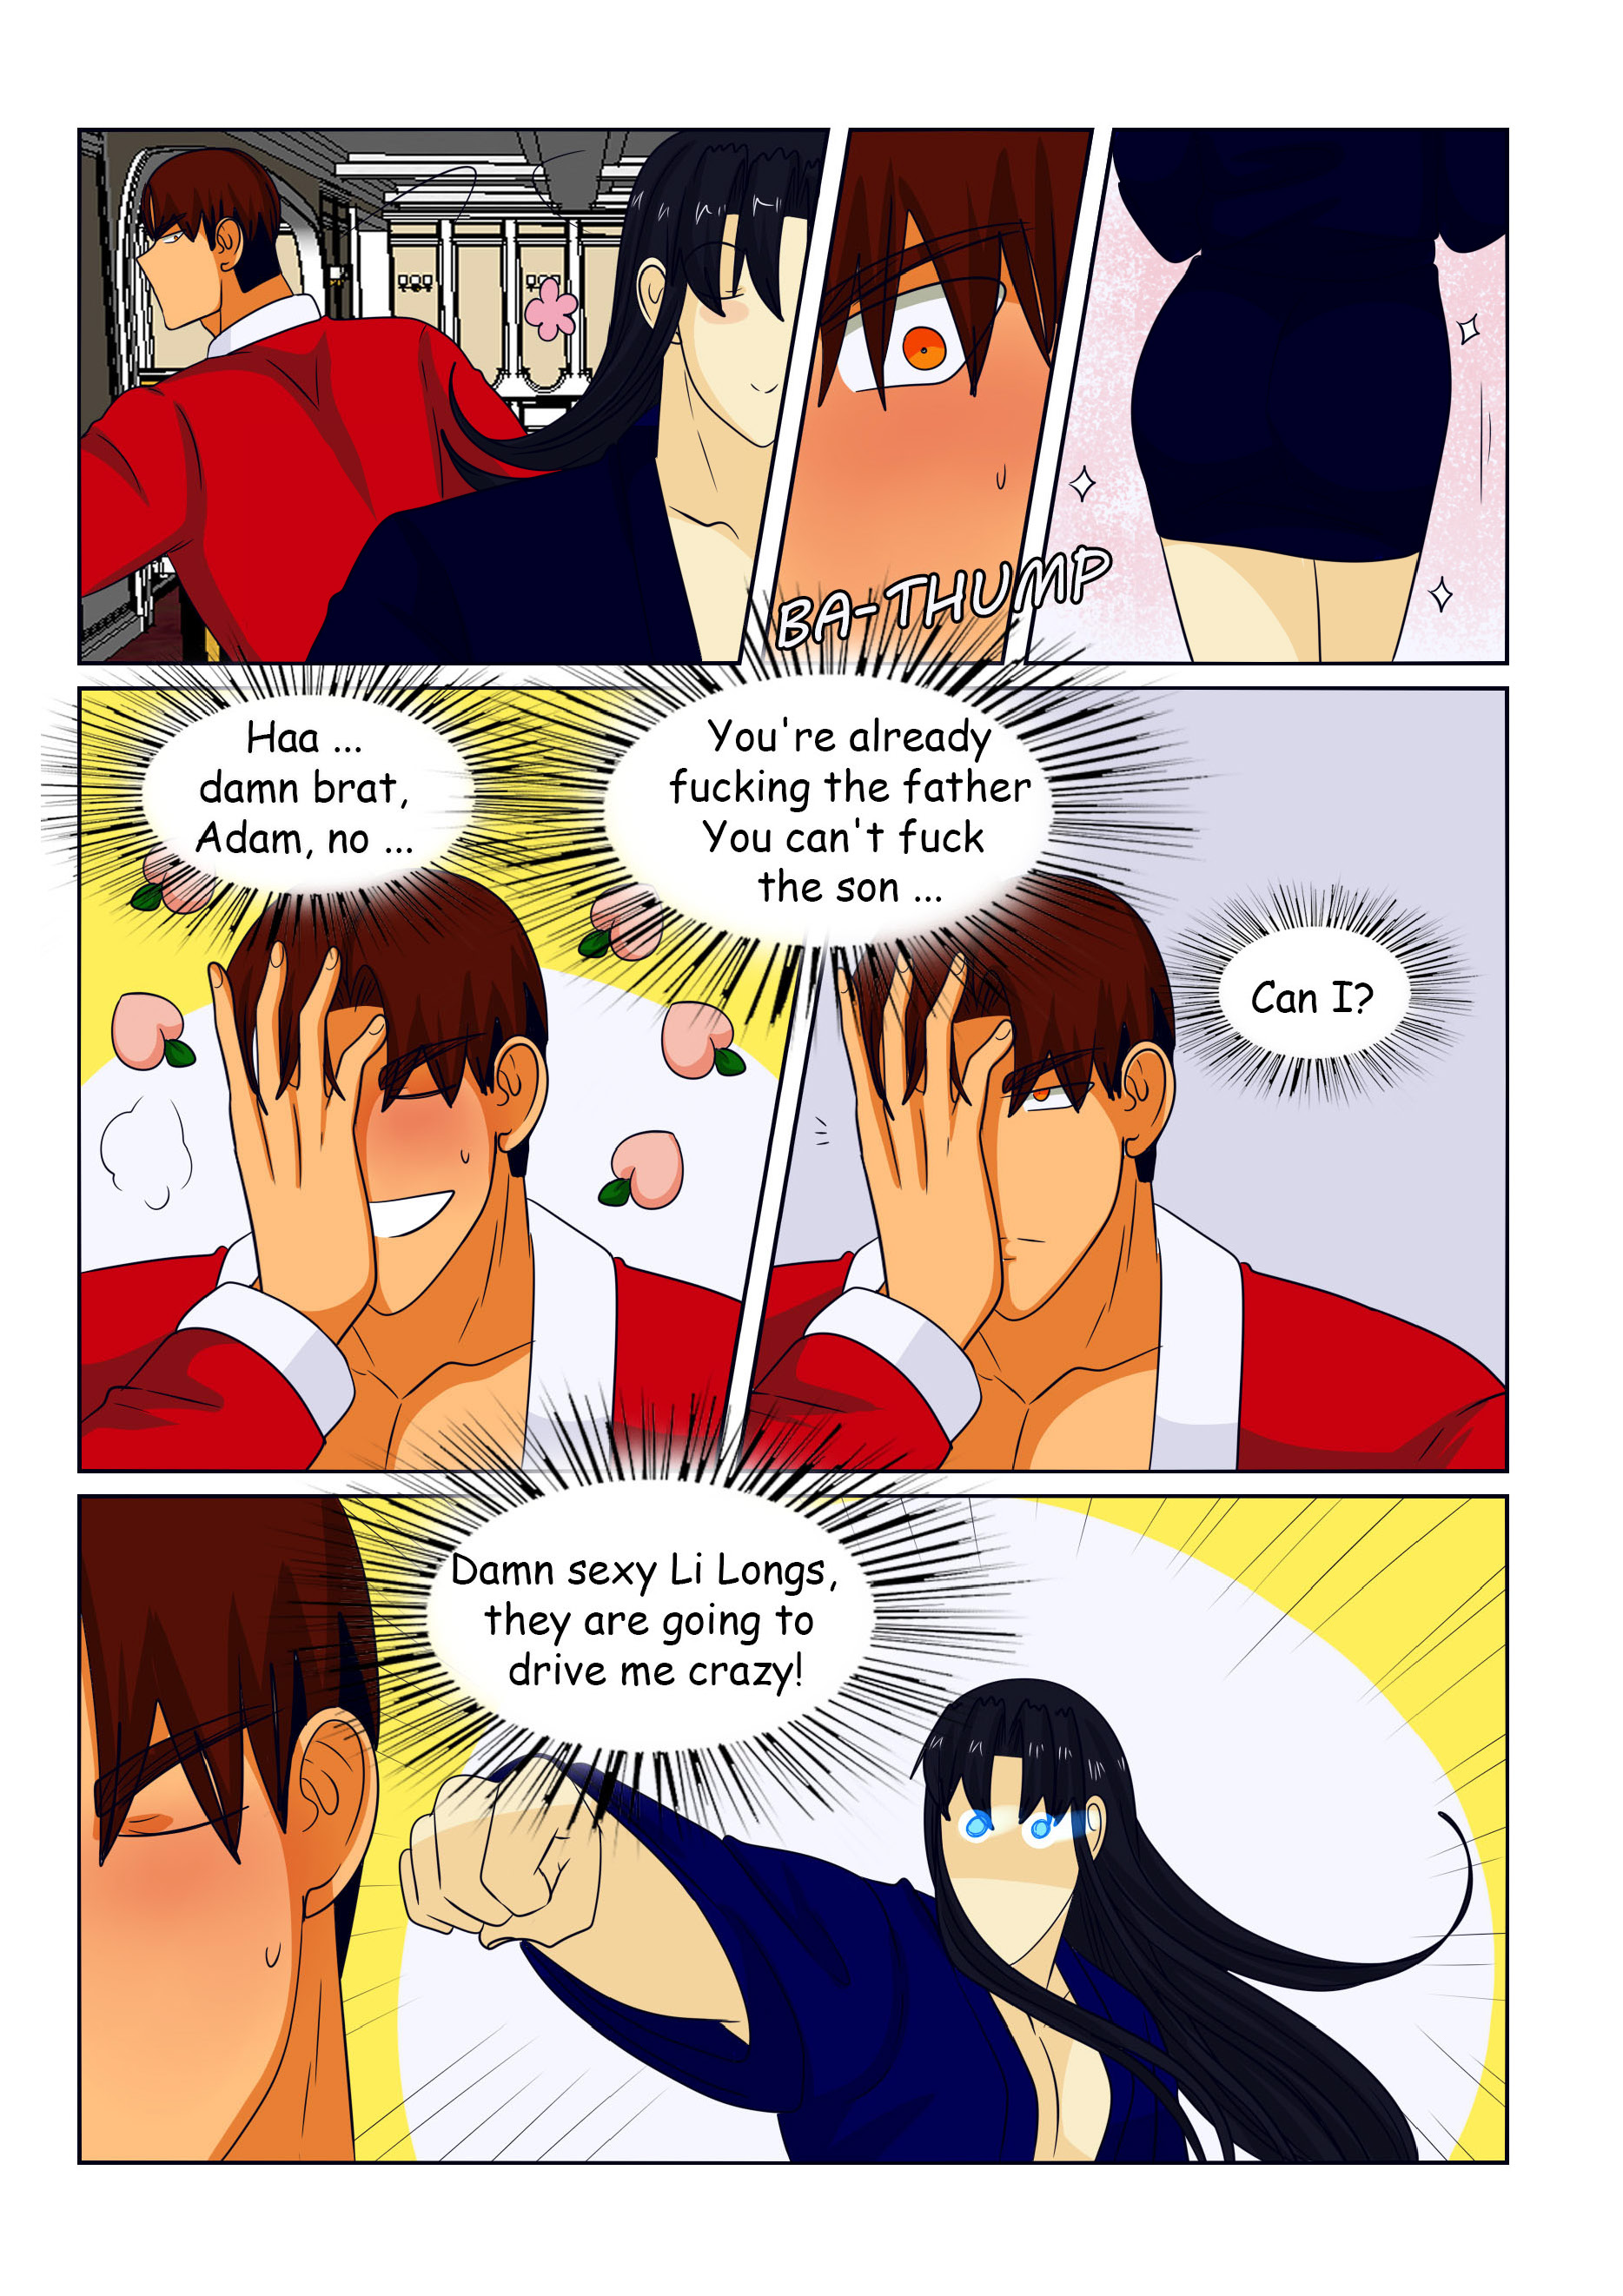 BA-THUMP
Haa ...
damn brat,
Adam, no ...
You're already
fucking the father
You can't fuck
the son ...
Can I?
Damn sexy Li Longs,
they are going to
drive me crazy!